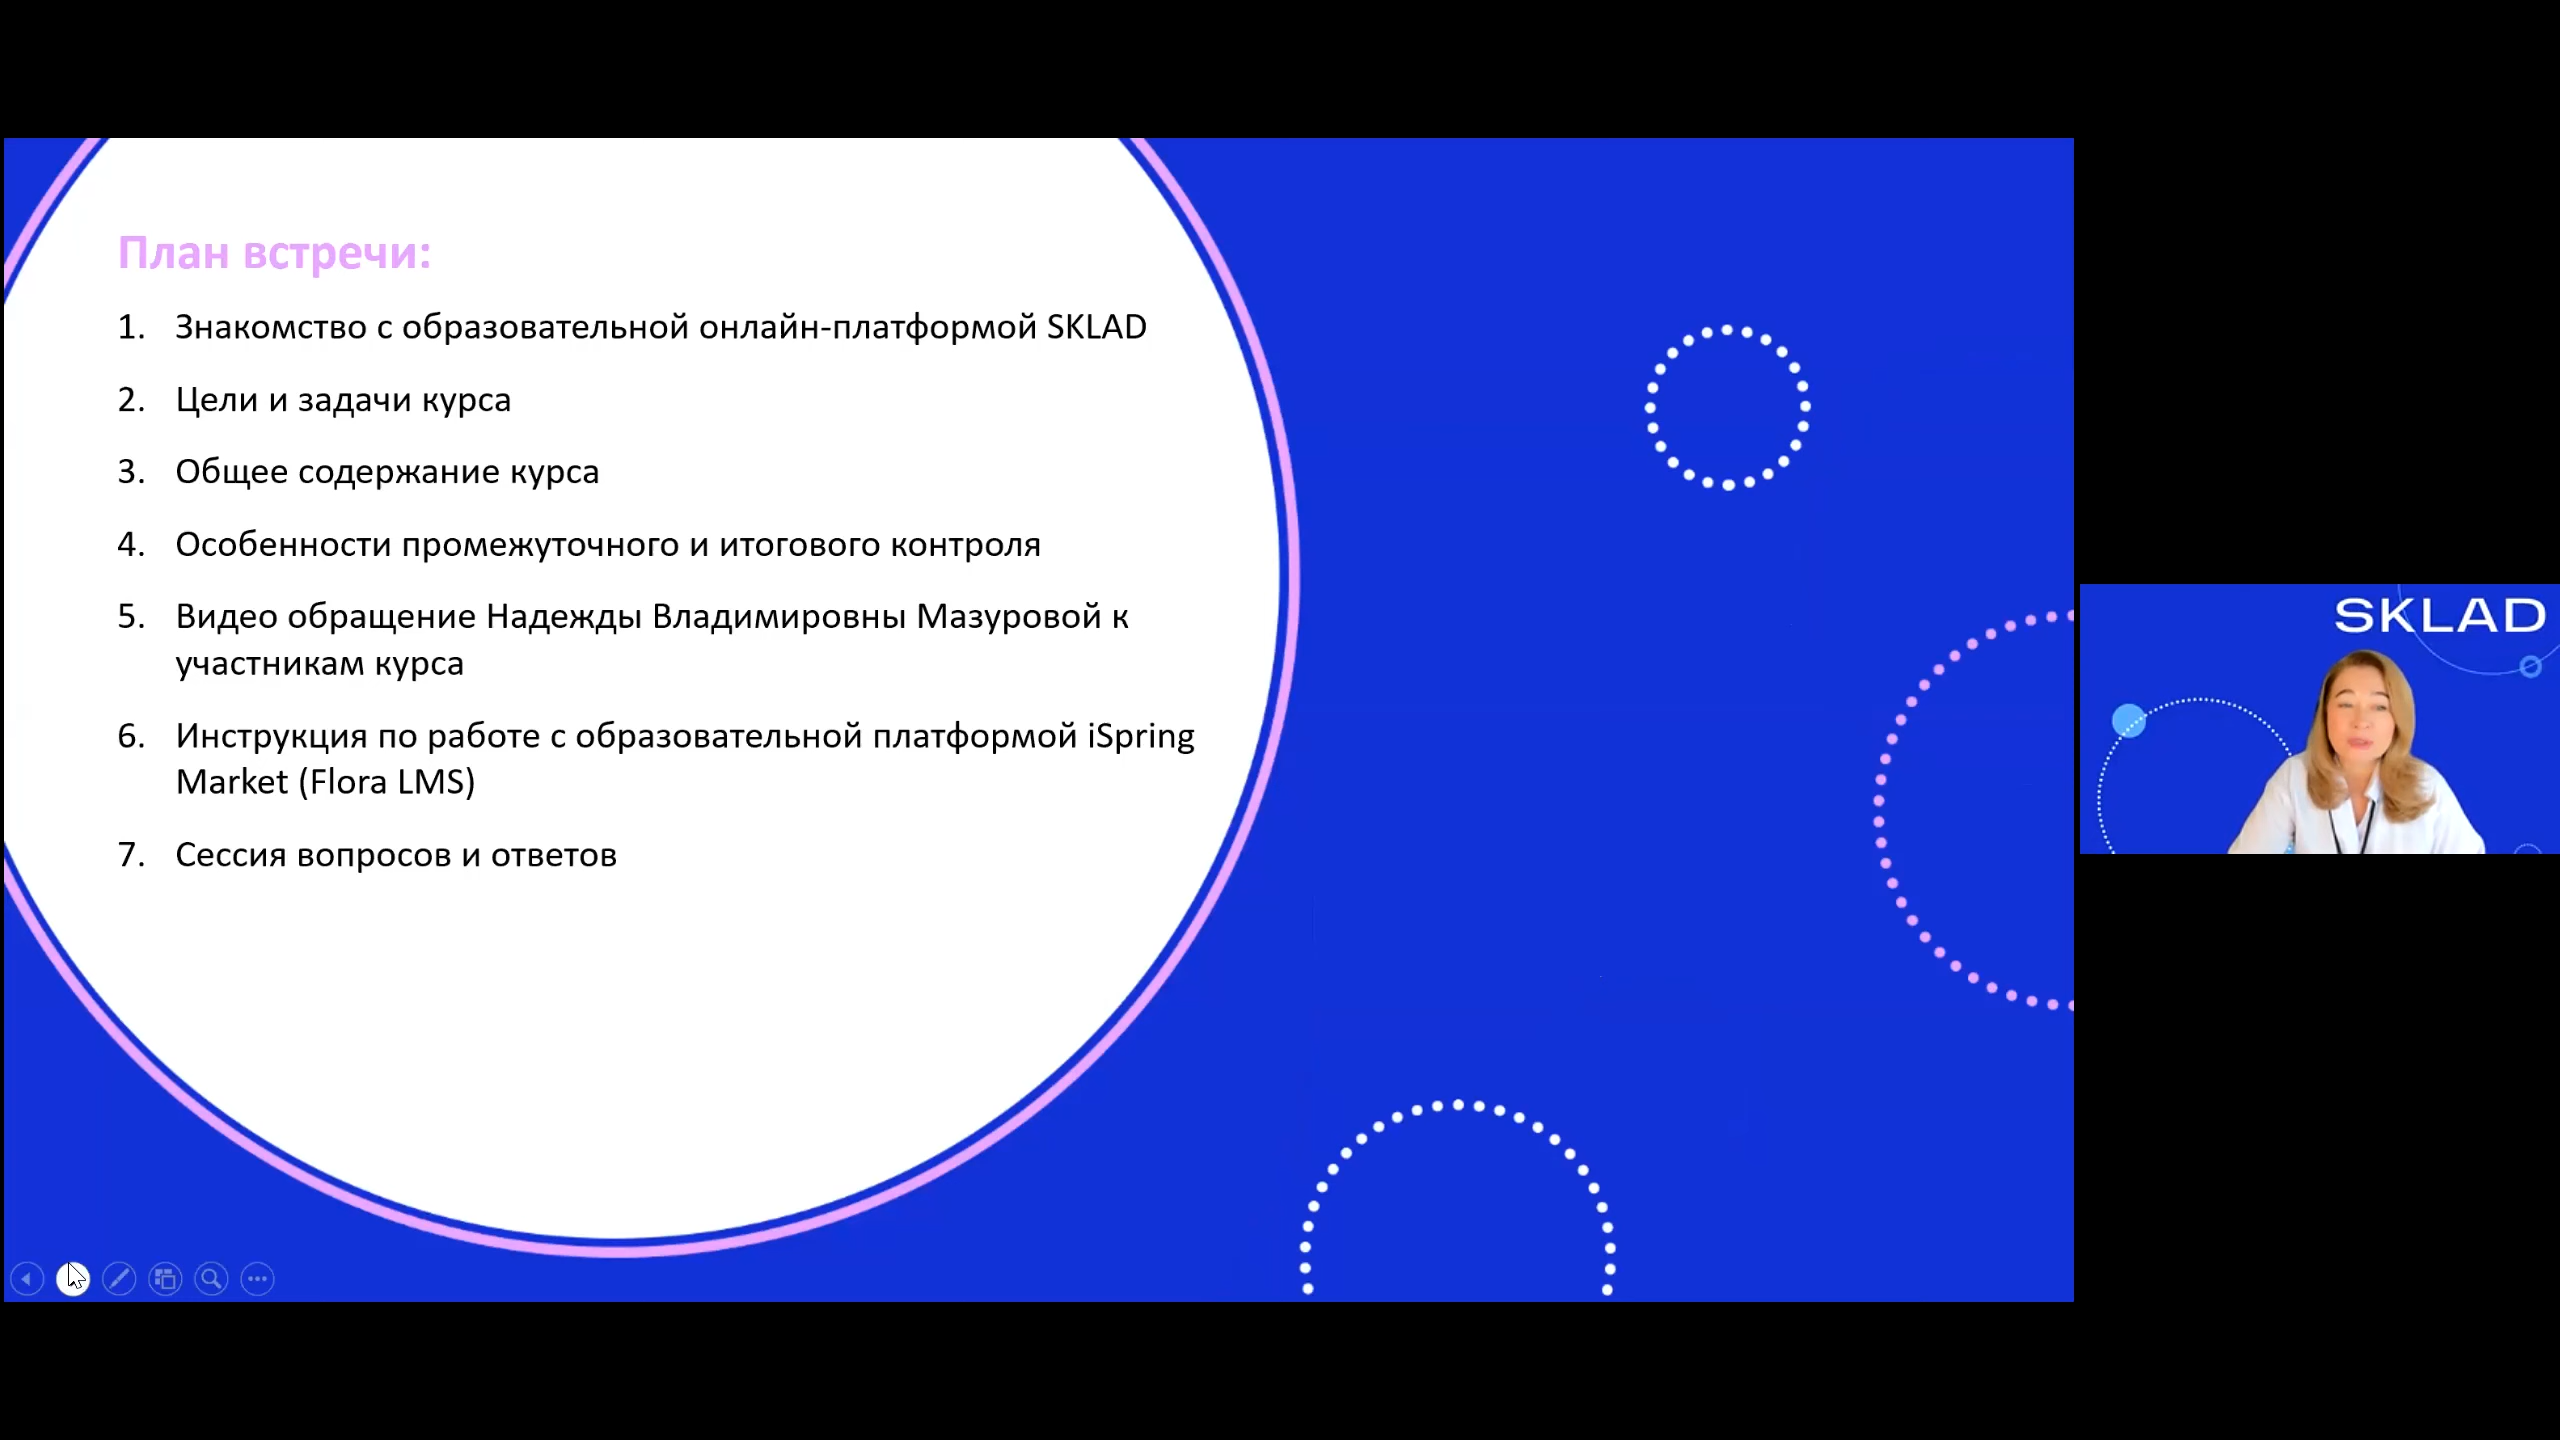 План встречи:
1. Знакомство с образовательной онлайн-платформой SKLAD
2. Цели и задачи курса
3. Общее содержание курса
4. Особенности промежуточного и итогового контроля
5. Видео обращение Надежды Владимировны Мазуровой к
участникам курса
6. Инструкция по работе с образовательной платформой iSpring
Market (Flora LMS)
7. Сессия вопросов и ответов
SKLAD